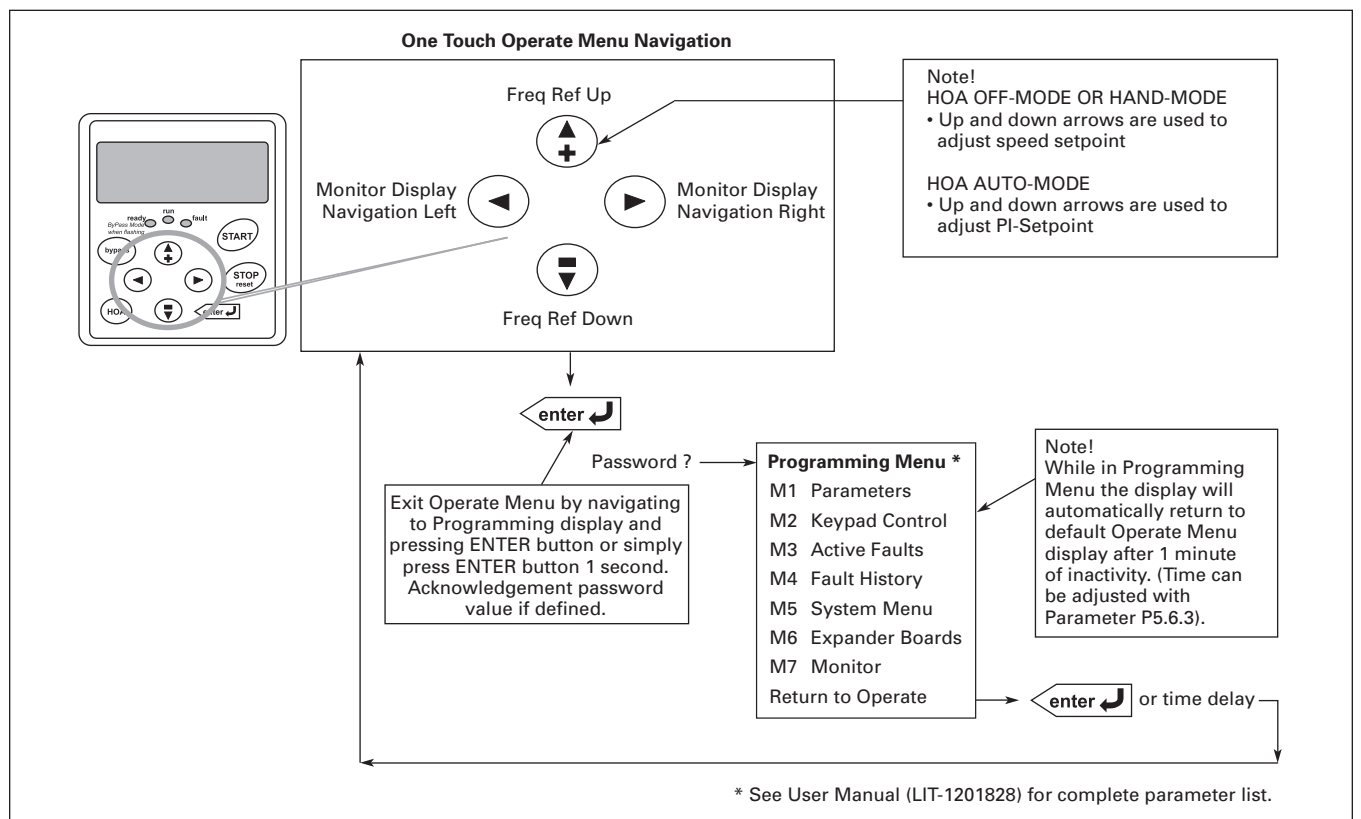 One Touch Operate Menu Navigation
Freq Ref Up
Monitor Display
Navigation Left
Monitor Display
Navigation Right
Freq Ref Down
Note!
HOA OFF-MODE OR HAND-MODE
• Up and down arrows are used to
adjust speed setpoint
HOA AUTO-MODE
• Up and down arrows are used to
adjust PI-Setpoint
ready
run
fault
ByPass Mode
when flashing
START
STOP
reset
HOA
enter
Password ?
Exit Operate Menu by navigating
to Programming display and
pressing ENTER button or simply
press ENTER button 1 second.
Acknowledgement password
value if defined.
Programming Menu *
M1 Parameters
M2 Keypad Control
M3 Active Faults
M4 Fault History
M5 System Menu
M6 Expander Boards
M7 Monitor
Return to Operate
Note!
While in Programming
Menu the display will
automatically return to
default Operate Menu
display after 1 minute
of inactivity. (Time can
be adjusted with
Parameter P5.6.3).
enter
or time delay
* See User Manual (LIT-1201828) for complete parameter list.